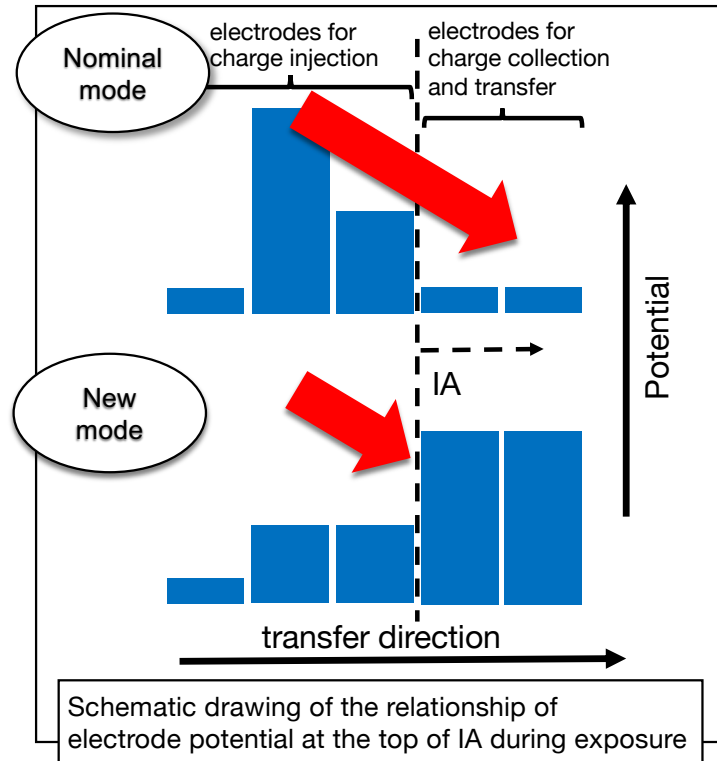 Nominal
mode
electrodes for
charge injection
electrodes for
charge collection
and transfer
IA
Potential
New
mode
transfer direction
Schematic drawing of the relationship of
electrode potential at the top of IA during exposure